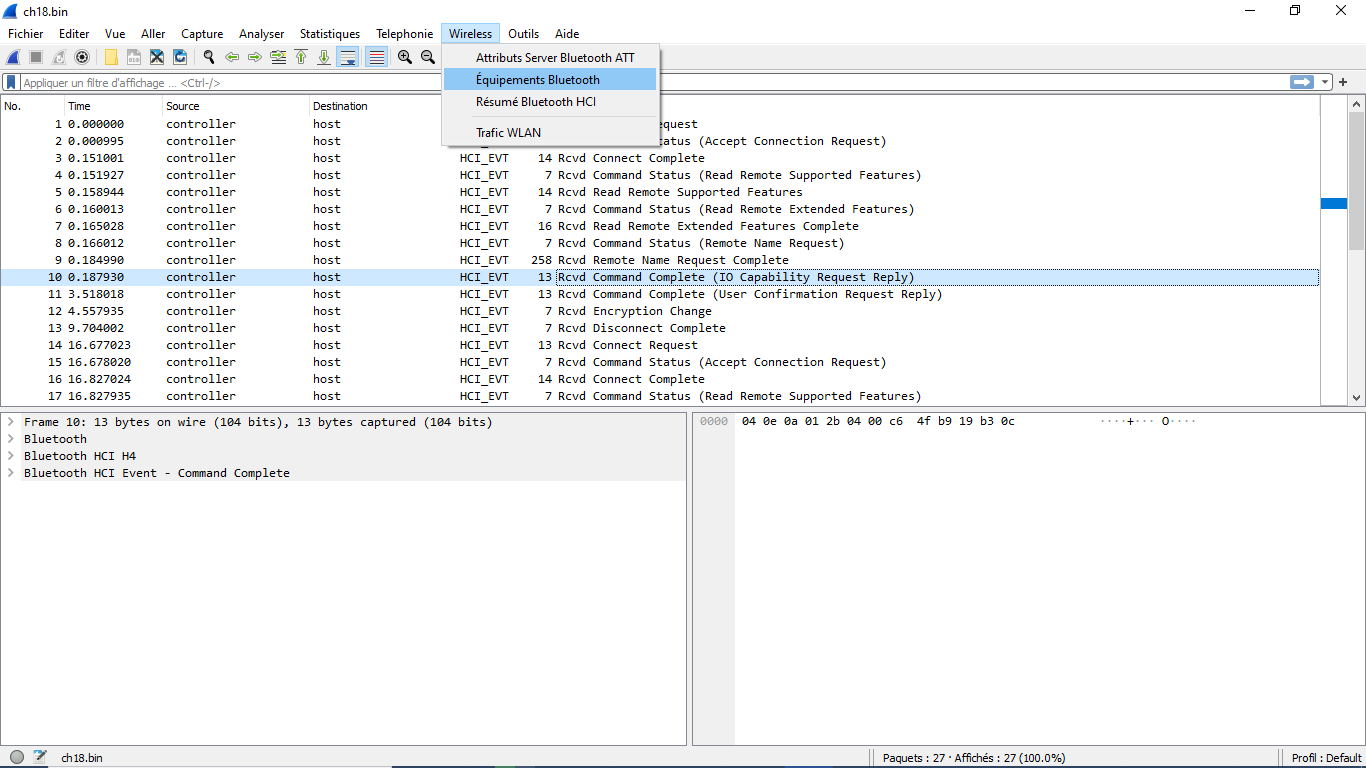 ch18.bin
Fichier Editer Vue Aller Capture Analyser Statistiques Telephonie Wireless Outils Aide
Attributs Server Bluetooth ATT
Appliquer un filtre d'affichage ... <Ctrl-/>
Équipements Bluetooth
Résumé Bluetooth HCI
Trafic WLAN
No. Time Source Destination
1 0.000000 controller host equest
2 0.000995 controller host tatus (Accept Connection Request)
3 0.151001 controller host HCI_EVT 14 Rcvd Connect Complete
4 0.151927 controller host HCI_EVT 7 Rcvd Command Status (Read Remote Supported Features)
5 0.158944 controller host HCI_EVT 14 Rcvd Read Remote Supported Features
6 0.160013 controller host HCI_EVT 7 Rcvd Command Status (Read Remote Extended Features)
7 0.165028 controller host HCI_EVT 16 Rcvd Read Remote Extended Features Complete
8 0.166012 controller host HCI_EVT 7 Rcvd Command Status (Remote Name Request)
9 0.184990 controller host HCI_EVT 258 Rcvd Remote Name Request Complete
10 0.187930 controller host HCI_EVT 13 Rcvd Command Complete (IO Capability Request Reply)
11 3.518018 controller host HCI_EVT 13 Rcvd Command Complete (User Confirmation Request Reply)
12 4.557935 controller host HCI_EVT 7 Rcvd Encryption Change
13 9.704002 controller host HCI_EVT 7 Rcvd Disconnect Complete
14 16.677023 controller host HCI_EVT 13 Rcvd Connect Request
15 16.678020 controller host HCI_EVT 7 Rcvd Command Status (Accept Connection Request)
16 16.827024 controller host HCI_EVT 14 Rcvd Connect Complete
17 16.827935 controller host HCI_EVT 7 Rcvd Command Status (Read Remote Supported Features)
Frame 10: 13 bytes on wire (104 bits), 13 bytes captured (104 bits)
Bluetooth
Bluetooth HCI H4
Bluetooth HCI Event - Command Complete
0000 04 0e 0a 01 2b 04 00 c6 4f b9 19 b3 0c ····+··· O····
ch18.bin Paquets : 27 · Affichés : 27 (100.0%) Profil : Default